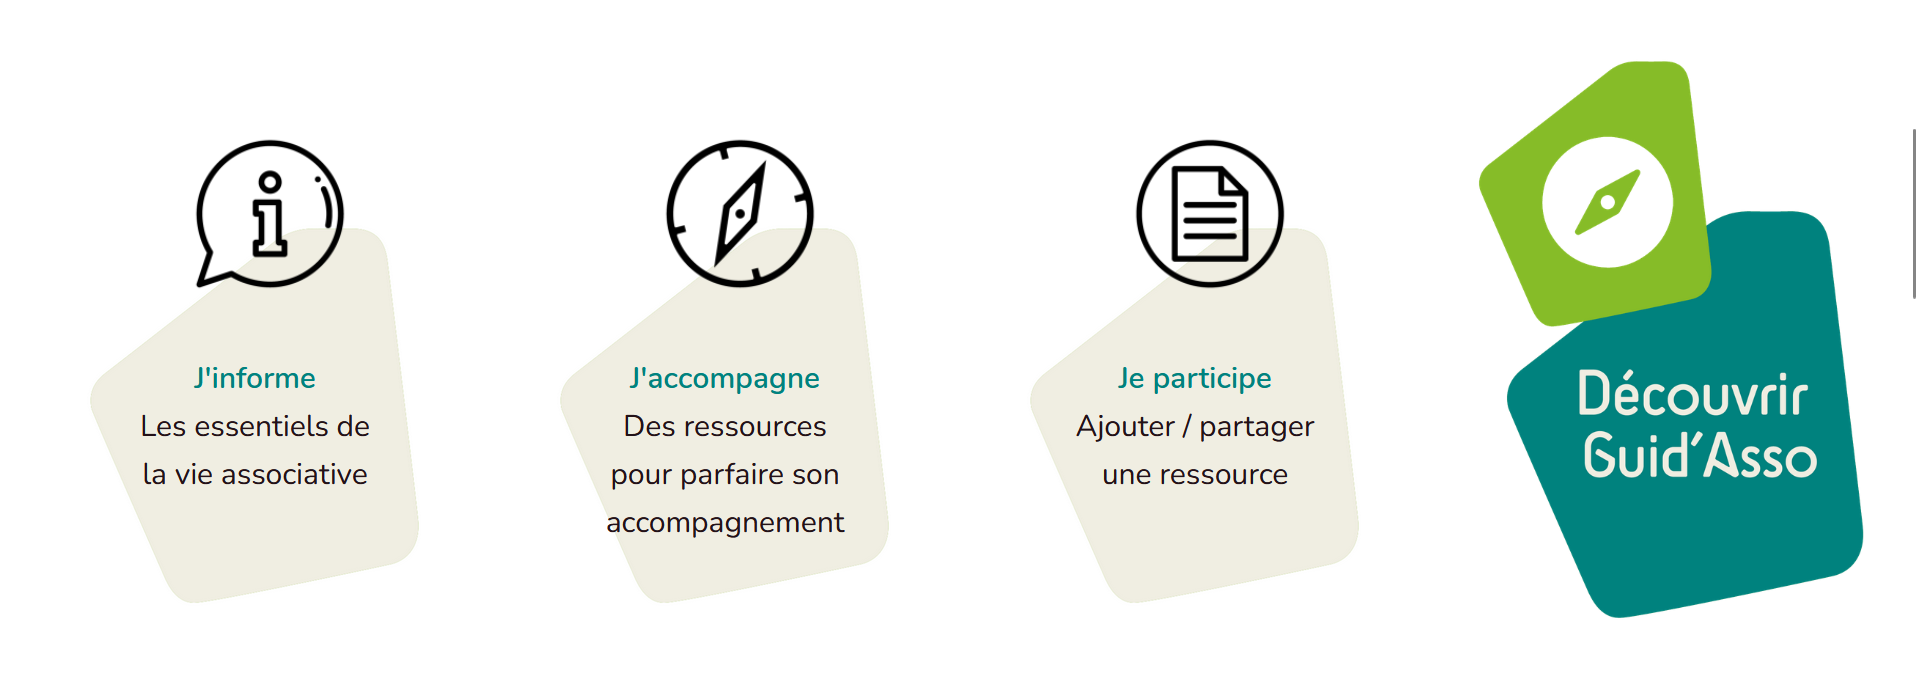 J'informe
Les essentiels de
la vie associative
J'accompagne
Des ressources
pour parfaire son
accompagnement
Je participe
Ajouter / partager
une ressource
Découvrir
Guid'Asso